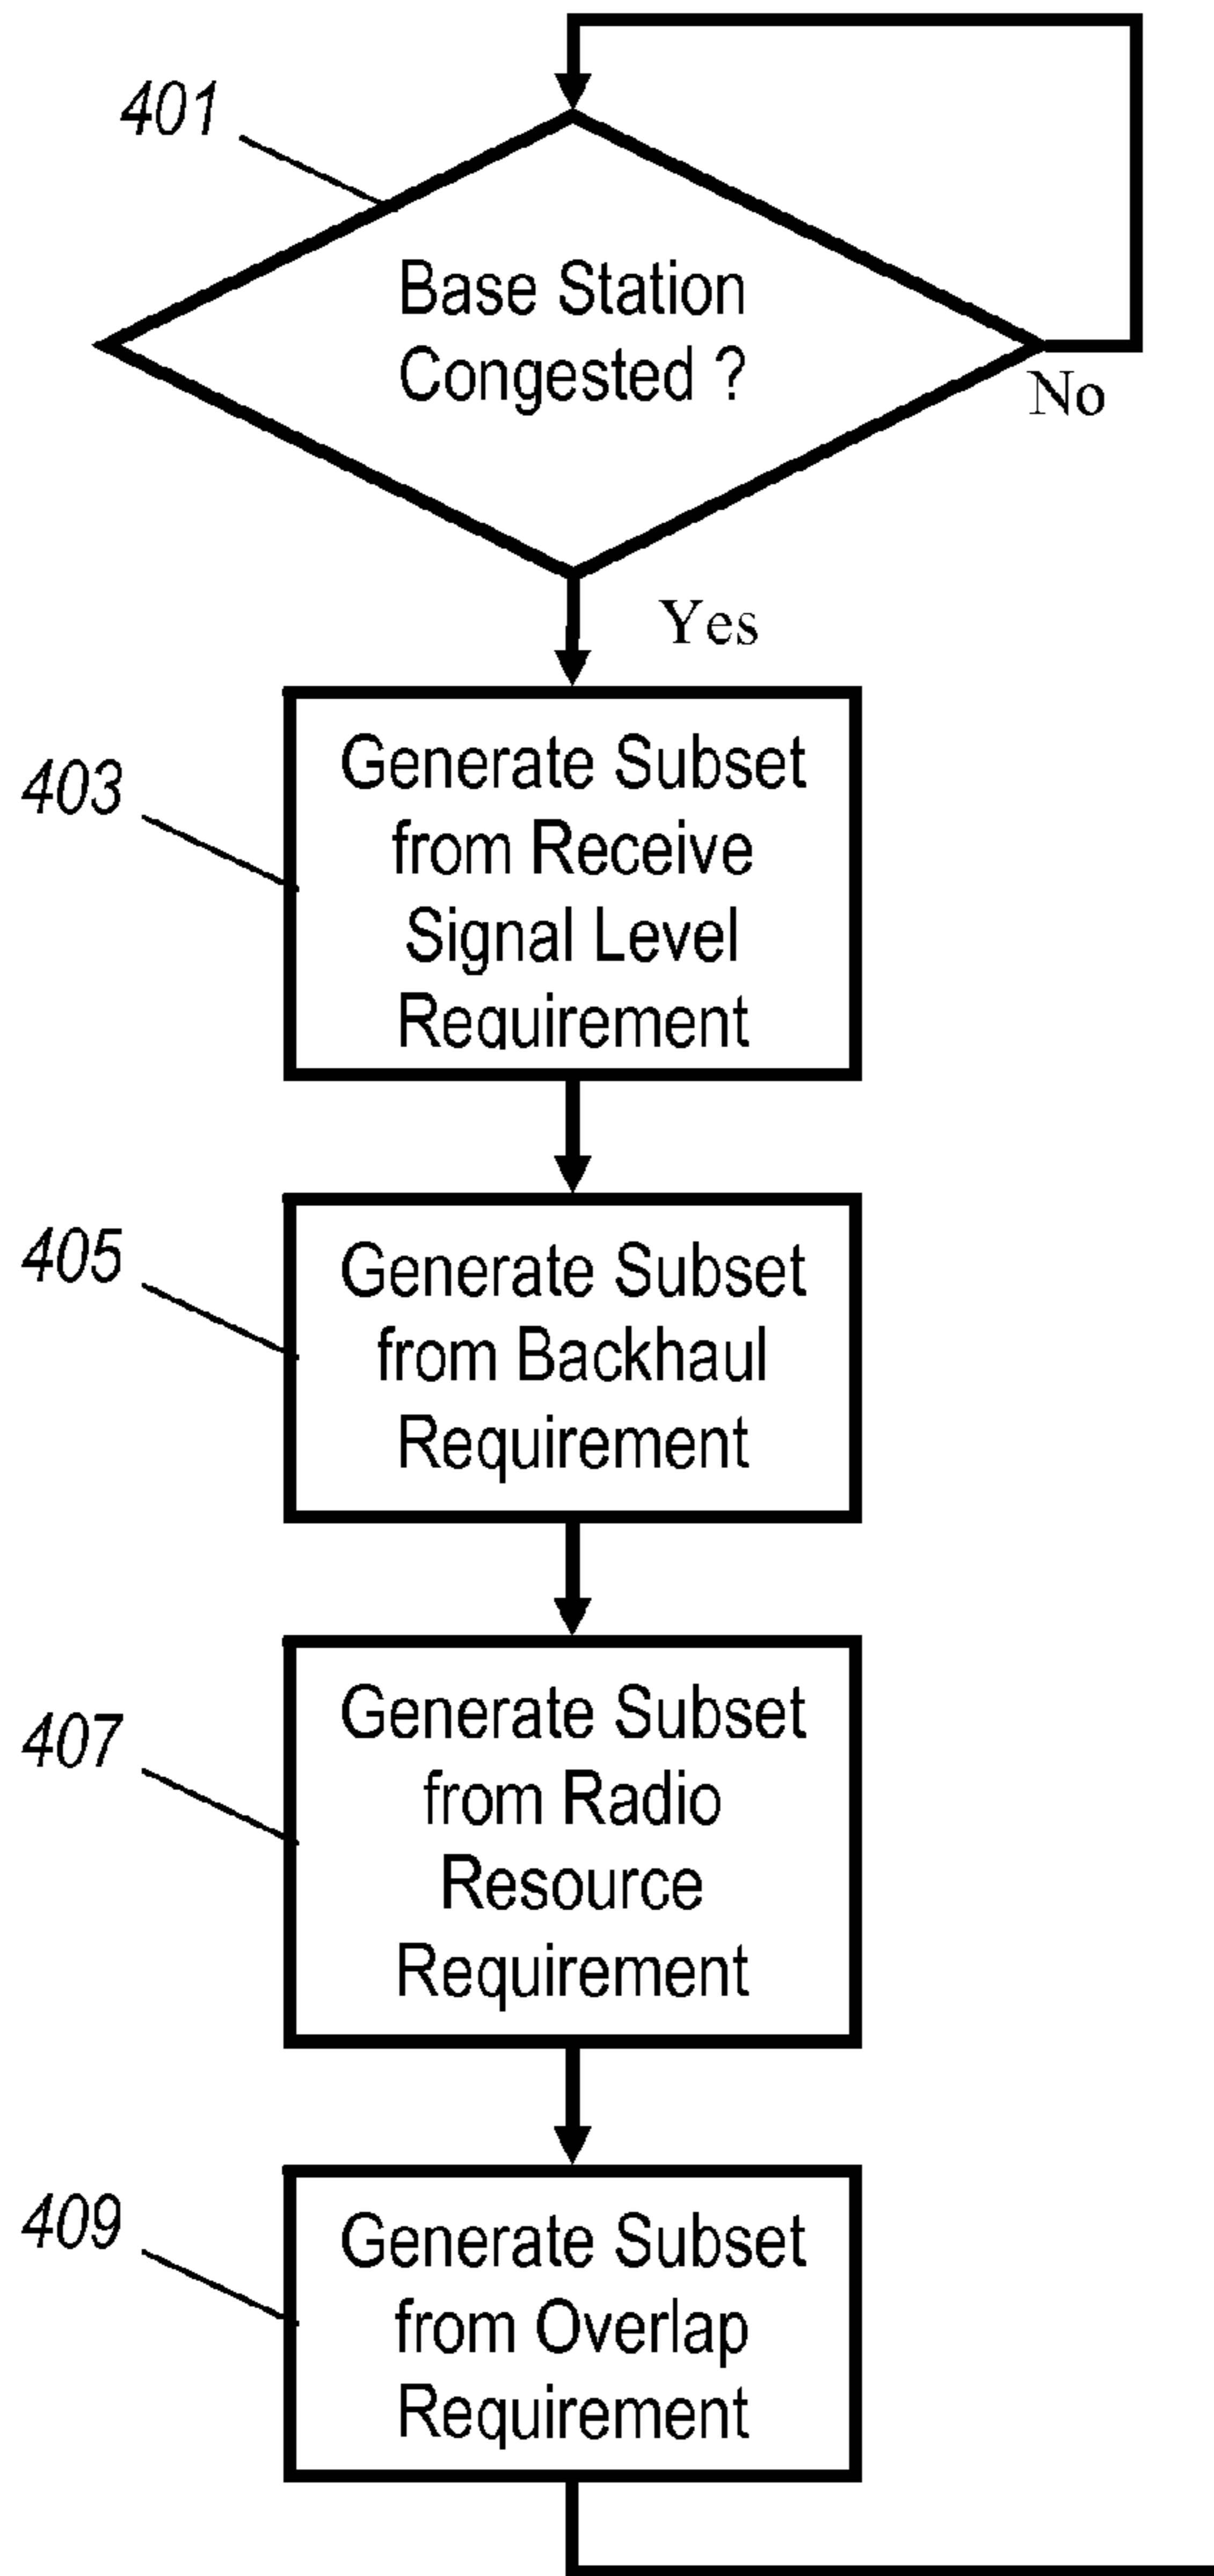 401
Base Station
Congested ?
No
Yes
403
Generate Subset
from Receive
Signal Level
Requirement
405
Generate Subset
from Backhaul
Requirement
407
Generate Subset
from Radio
Resource
Requirement
409
Generate Subset
from Overlap
Requirement